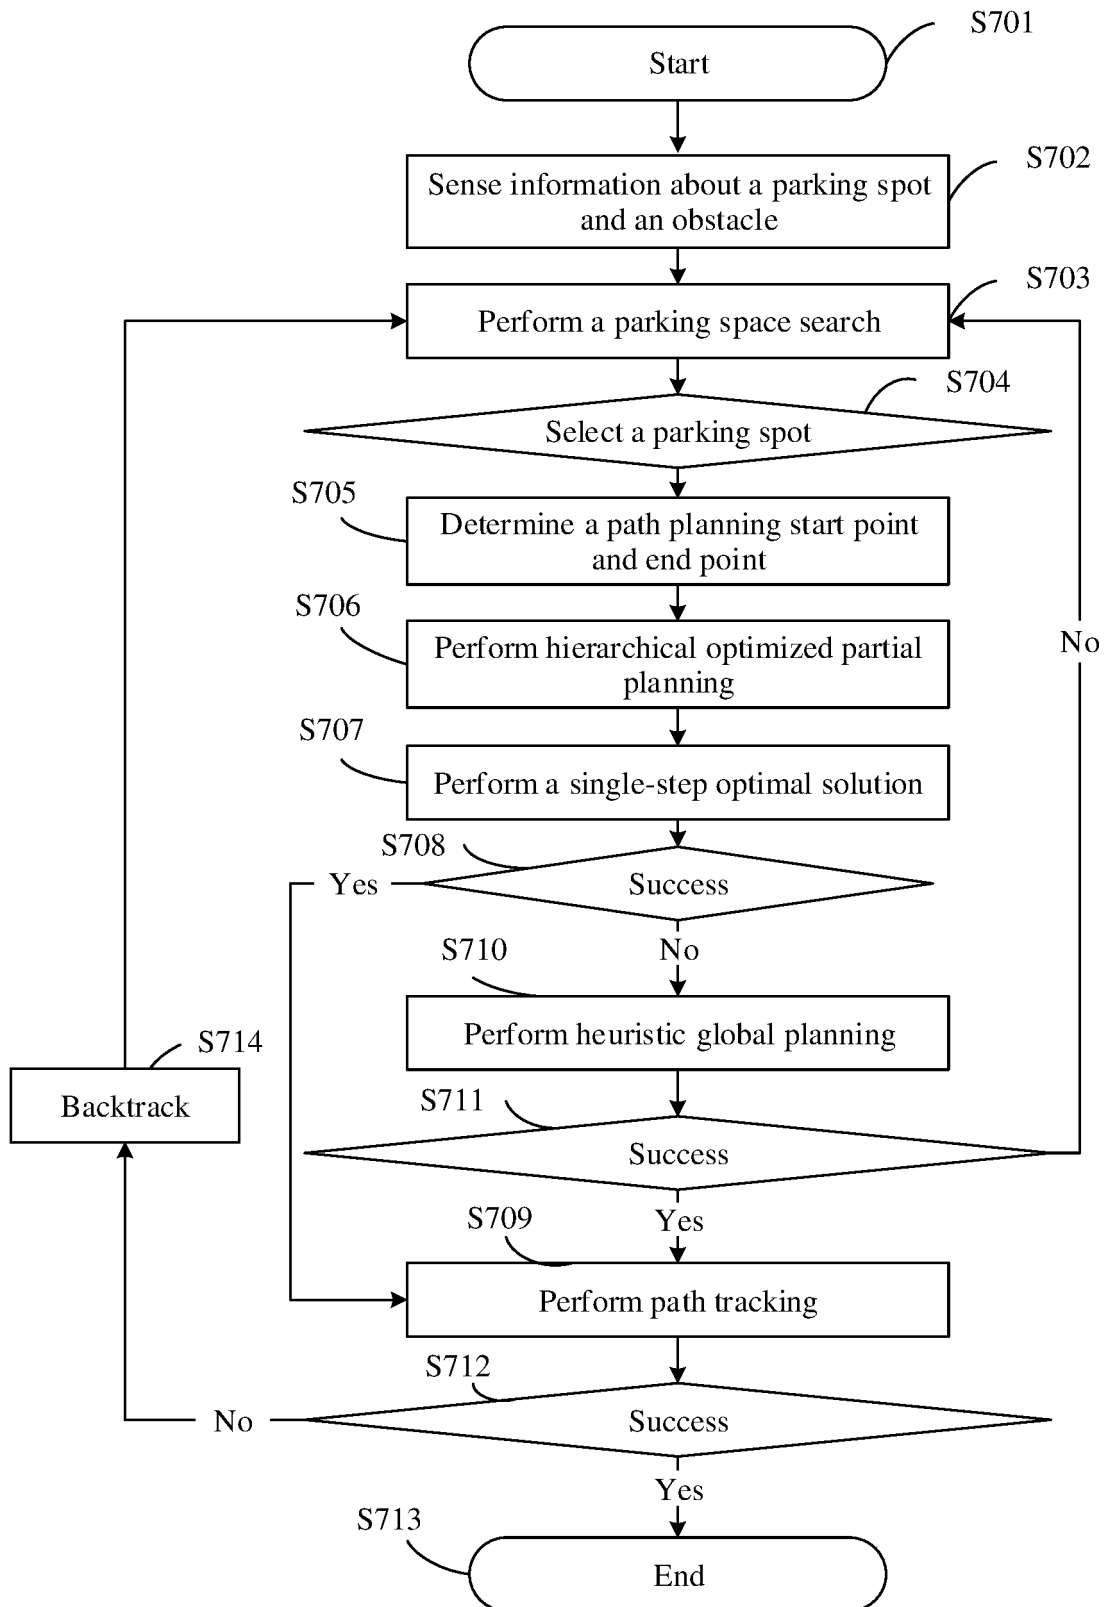 S701
Start
S702
Sense information about a parking spot
and an obstacle
S703
Perform a parking space search
S704
Select a parking spot
S705
Determine a path planning start point
and end point
S706
Perform hierarchical optimized partial
planning
No
S707
Perform a single-step optimal solution
S708
Yes
Success
No
S710
Perform heuristic global planning
S714
Backtrack
S711
Success
Yes
S709
Perform path tracking
S712
No
Success
Yes
S713
End